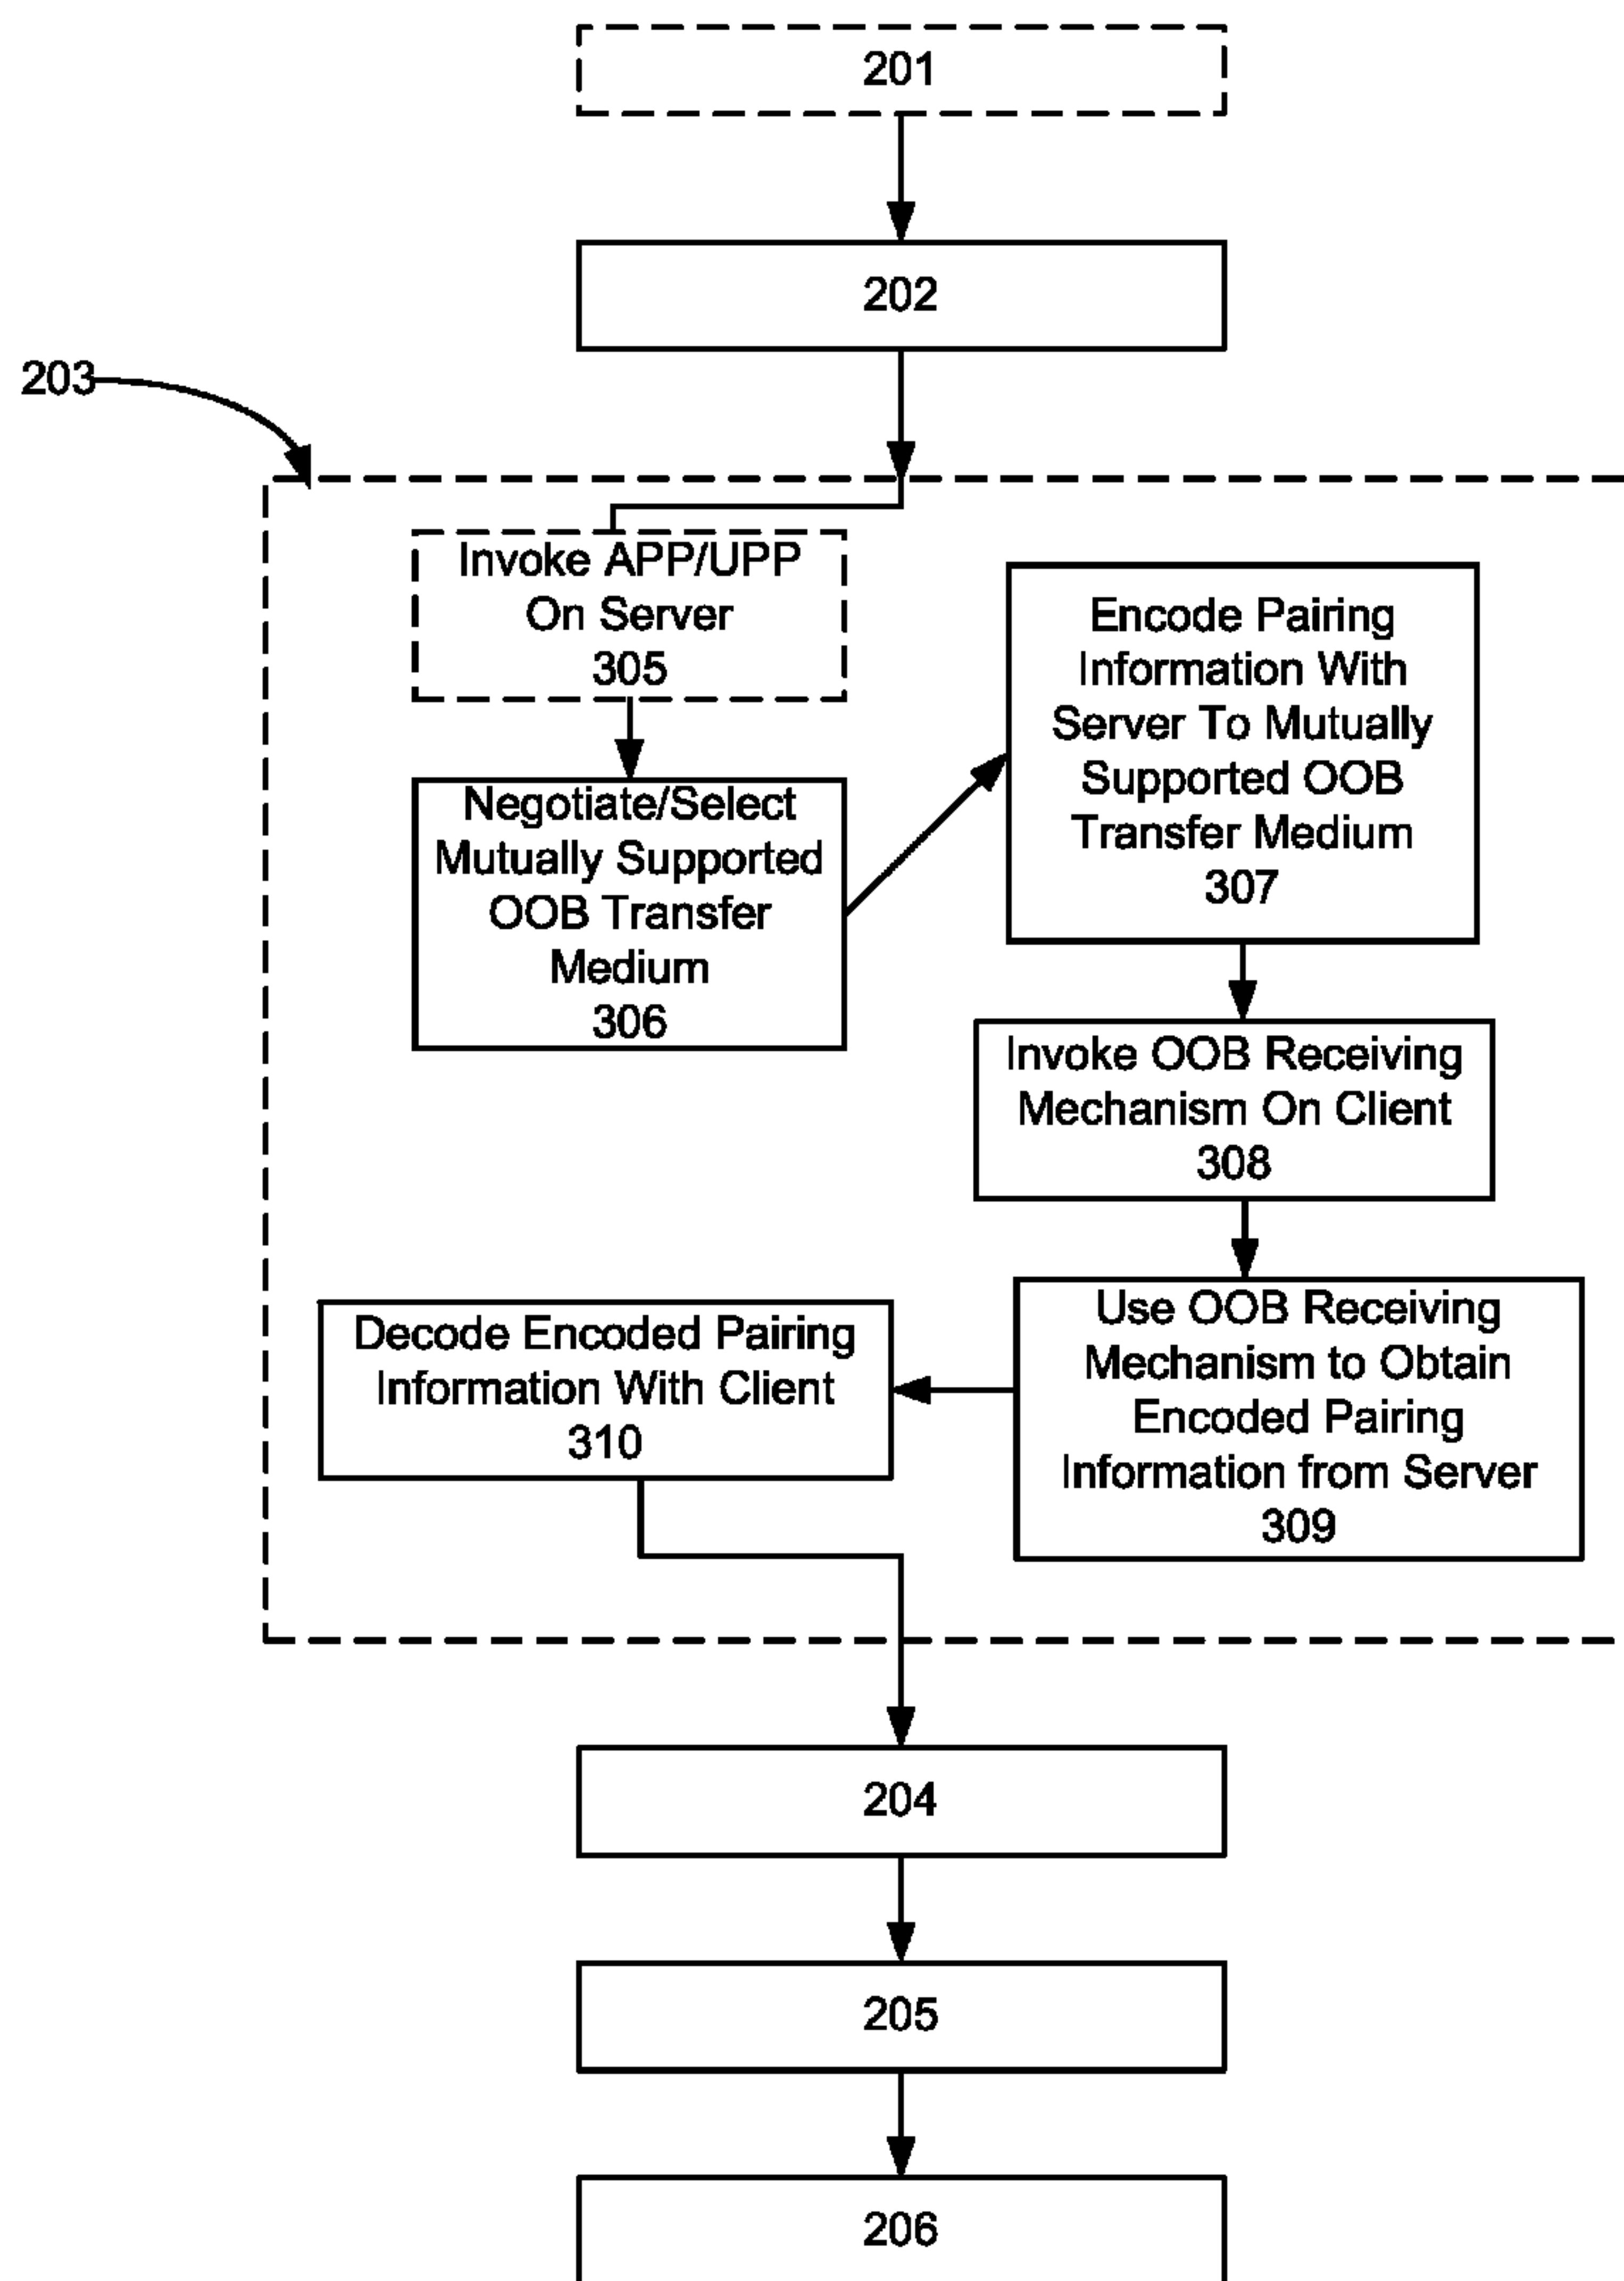 201
202
203
Invoke APP/UPP
On Server
305
Negotiate/Select
Mutually Supported
OOB Transfer
Medium
306
Encode Pairing
Information With
Server To Mutually
Supported OOB
Transfer Medium
307
Invoke OOB Receiving
Mechanism On Client
308
Use OOB Receiving
Mechanism to Obtain
Encoded Pairing
Information from Server
309
Decode Encoded Pairing
Information With Client
310
204
205
206